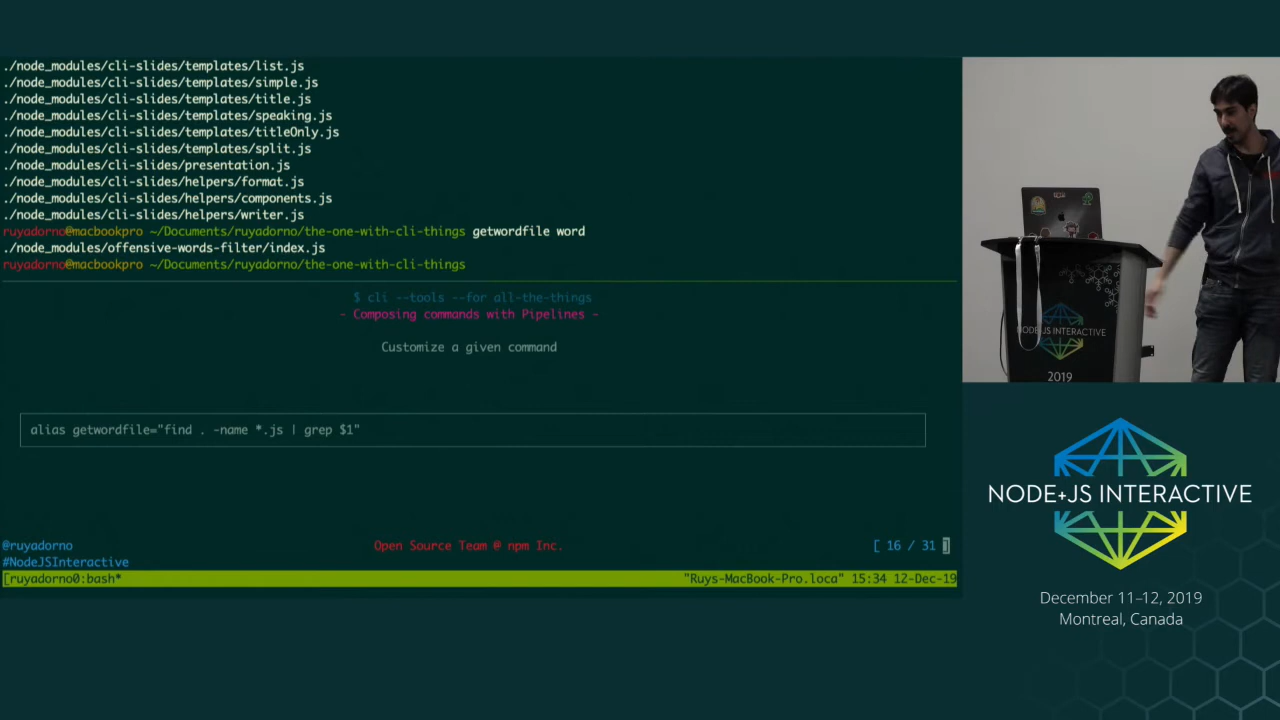 ./node_modules/cli-slides/templates/list.js
./node_modules/cli-slides/templates/simple.js
./node_modules/cli-slides/templates/title.js
./node_modules/cli-slides/templates/speaking.js
./node_modules/cli-slides/templates/titleOnly.js
./node_modules/cli-slides/templates/split.js
./node_modules/cli-slides/presentation.js
./node_modules/cli-slides/helpers/format.js
./node_modules/cli-slides/helpers/components.js
./node_modules/cli-slides/helpers/writer.js
ruyadorno@macbookpro ~/Documents/ruyadorno/the-one-with-cli-things getwordfile word
./node_modules/offensive-words-filter/index.js
ruyadorno@macbookpro ~/Documents/ruyadorno/the-one-with-cli-things
$ cli --tools --for all-the-things
- Composing commands with Pipelines -
Customize a given command
alias getwordfile="find . -name *.js | grep $1"
@ruyadorno
Open Source Team @ npm Inc.
[ 16 / 31 ]
#NodeJSInteractive
[ruyadorno0:bash*
"Ruys-MacBook-Pro.loca" 15:34 12-Dec-19
NODE+JS INTERACTIVE
2019
NODE+JS INTERACTIVE
December 11–12, 2019
Montreal, Canada